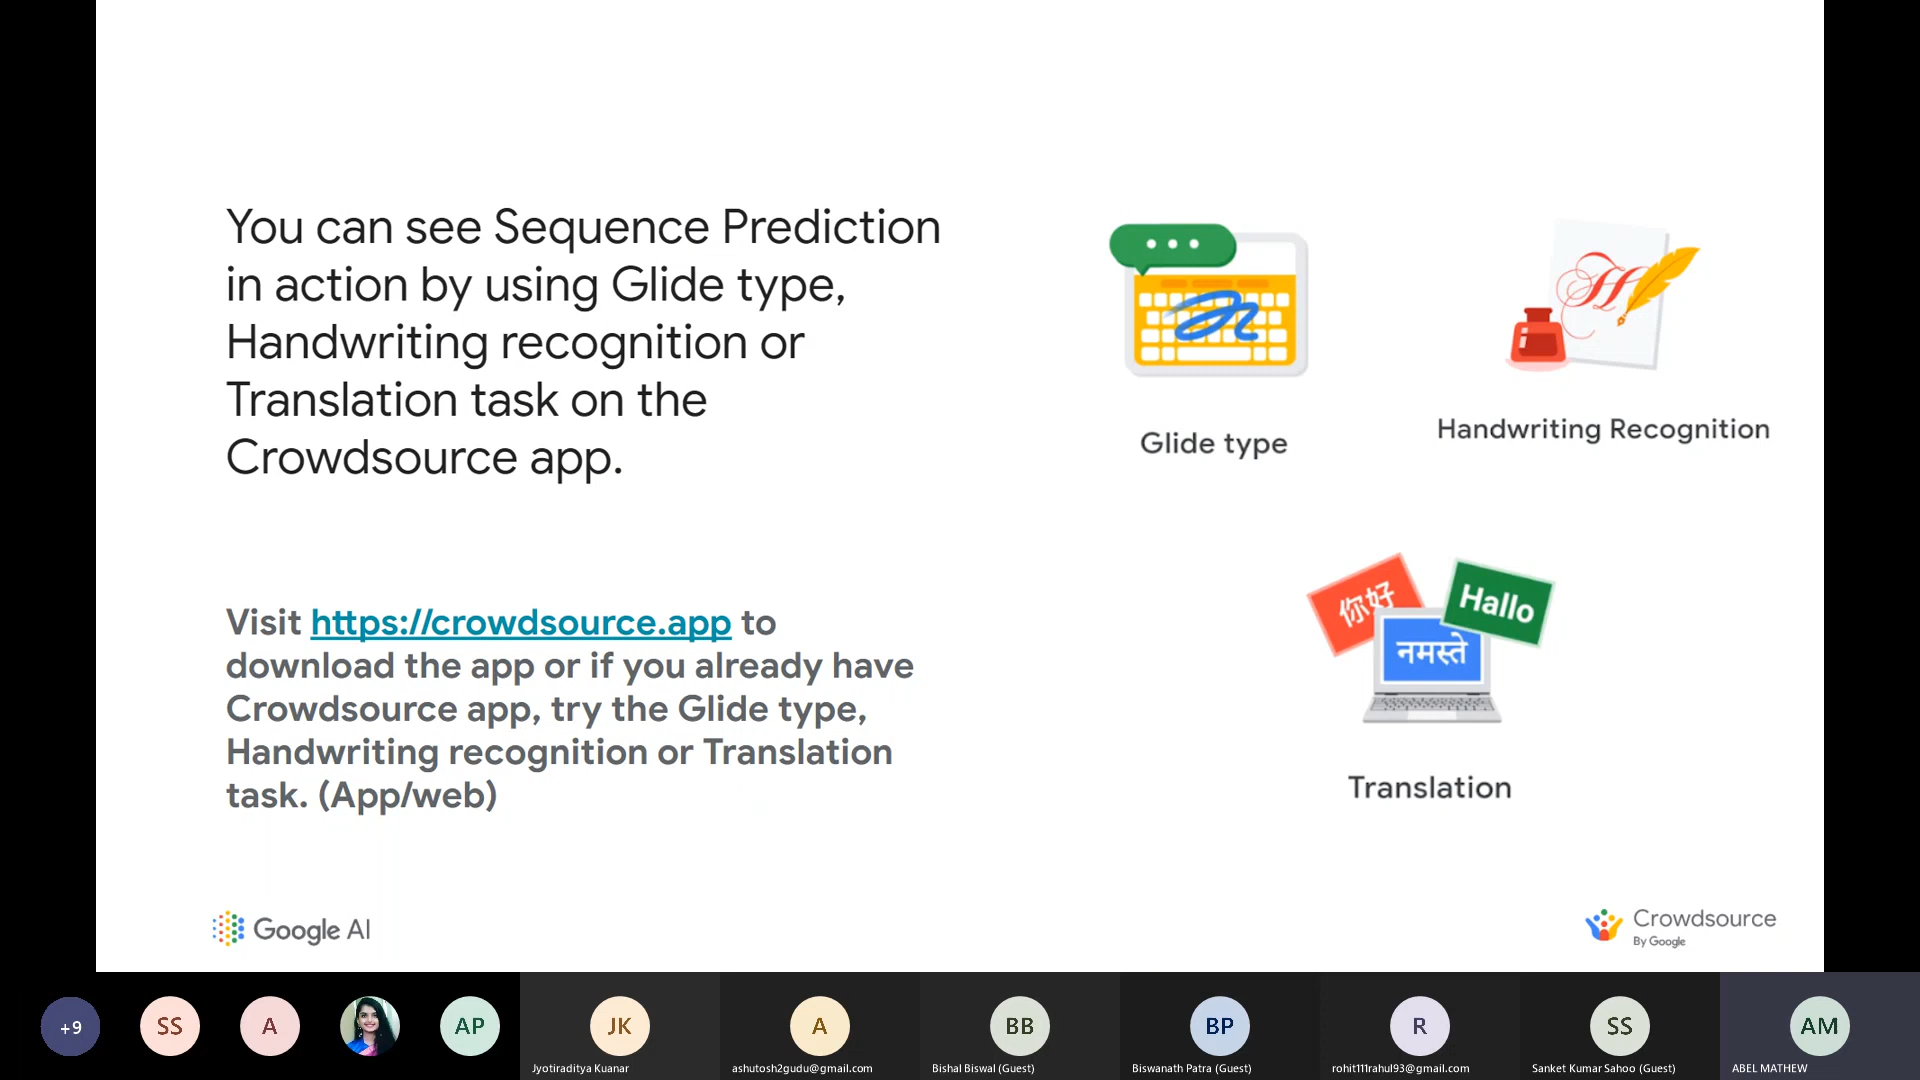 You can see Sequence Prediction
in action by using Glide type,
Handwriting recognition or
Translation task on the
Crowdsource app.
Visit https://crowdsource.app to
download the app or if you already have
Crowdsource app, try the Glide type,
Handwriting recognition or Translation
task. (App/web)
Glide type
Handwriting Recognition
你好
Hallo
नमस्ते
Translation
Google AI
Crowdsource
By Google
+9
SS
A
AP
JK
Jyotiraditya Kuanar
A
ashutosh2gudu@gmail.com
BB
Bishal Biswal (Guest)
BP
Biswanath Patra (Guest)
R
rohit111rahul93@gmail.com
SS
Sanket Kumar Sahoo (Guest)
AM
ABEL MATHEW